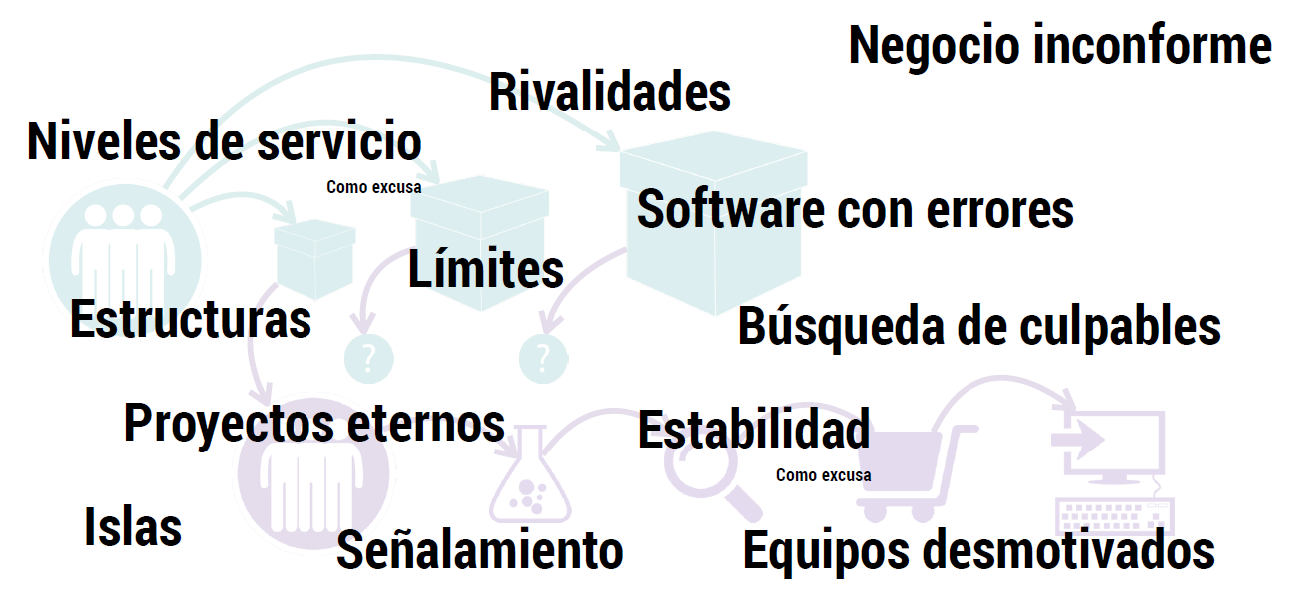 Negocio inconforme
Rivalidades
Niveles de servicio
Como excusa
Software con errores
Límites
Estructuras
Búsqueda de culpables
?
?
Proyectos eternos
Estabilidad
Como excusa
Islas
Señalamiento
Equipos desmotivados